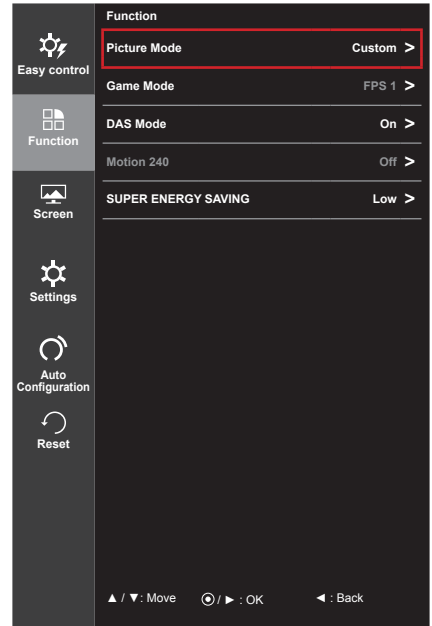 Easy control
Function
Screen
Settings
Auto
Configuration
Reset
Function
Picture Mode Custom >
Game Mode FPS 1 >
DAS Mode On >
Motion 240 Off >
SUPER ENERGY SAVING Low >
▲ / ▼: Move ⦿ / ► : OK ◄ : Back